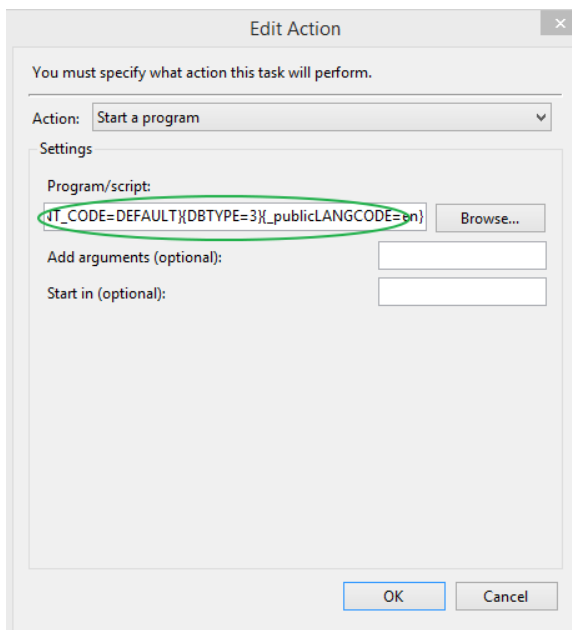 Edit Action
You must specify what action this task will perform.
Action: Start a program
Settings
Program/script:
T_CODE=DEFAULT}{DBTYPE=3}{_publicLANGCODE=en} Browse...
Add arguments (optional):
Start in (optional):
OK Cancel